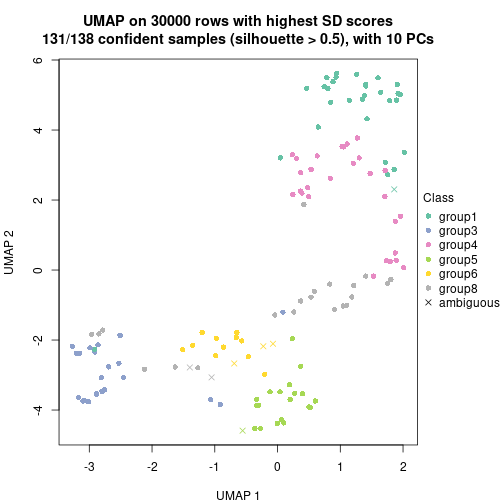 UMAP on 30000 rows with highest SD scores
131/138 confident samples (silhouette > 0.5), with 10 PCs
UMAP 2
6
4
2
0
-2
-4
-3
-2
-1
0
1
2
UMAP 1
Class
group1
group3
group4
group5
group6
group8
ambiguous